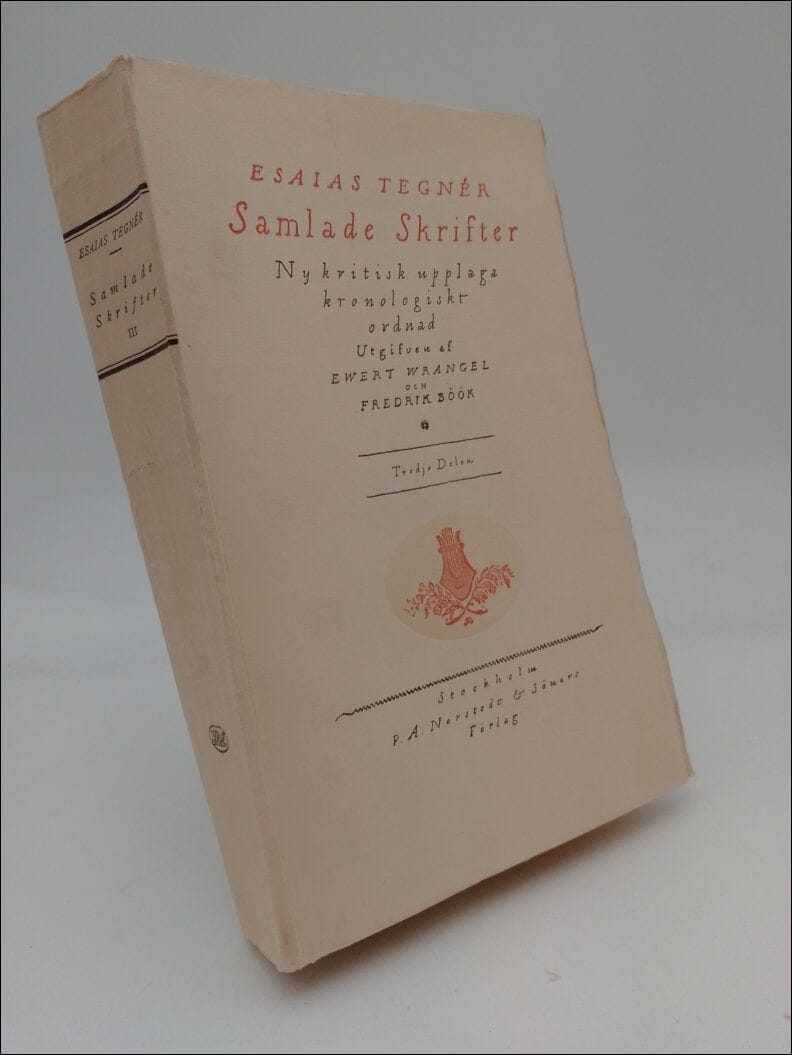 ESAIAS TEGNÉR
Samlade
Skrifter
III
ESAIAS TEGNÉR
Samlade Skrifter
Ny kritisk upplaga
kronologiskt
ordnad
Utgifven af
EWERT WRANGEL
OCH
FREDRIK BÖÖK
Tredje Delen
Stockholm
P. A. Norstedt & Söners
Förlag